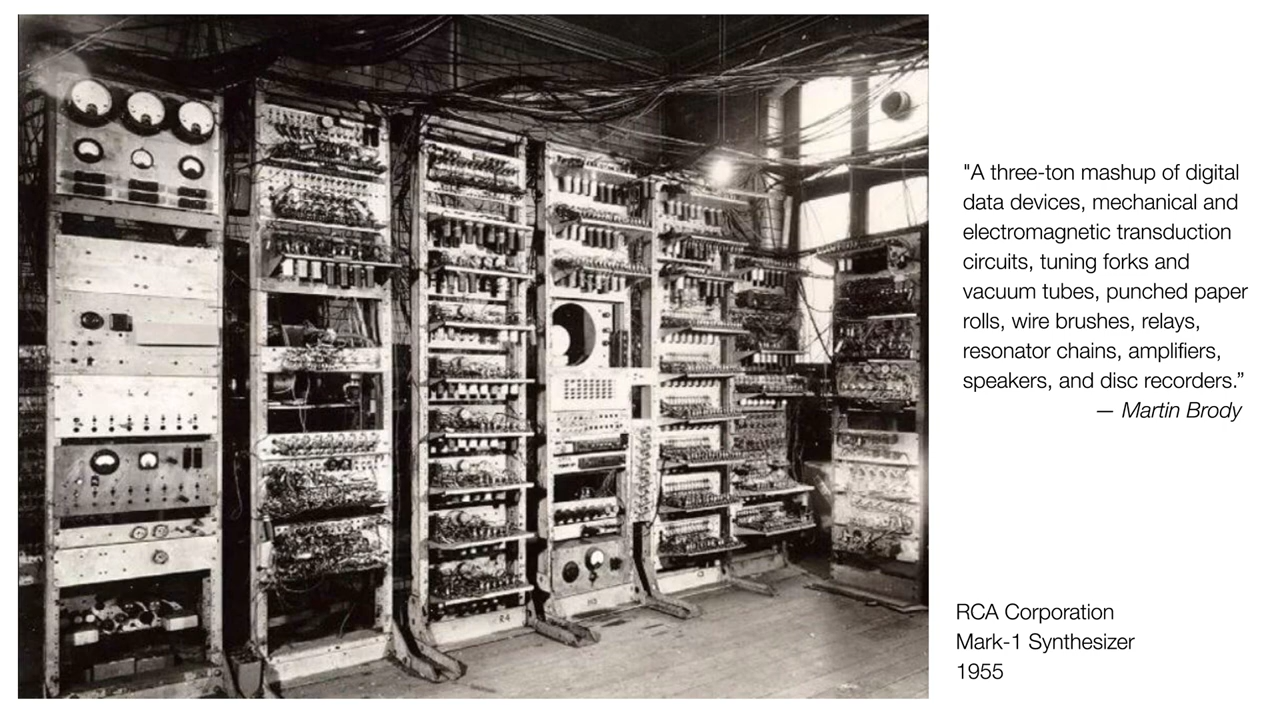 "A three-ton mashup of digital
data devices, mechanical and
electromagnetic transduction
circuits, tuning forks and
vacuum tubes, punched paper
rolls, wire brushes, relays,
resonator chains, amplifiers,
speakers, and disc recorders.”
— Martin Brody
RCA Corporation
Mark-1 Synthesizer
1955
R4